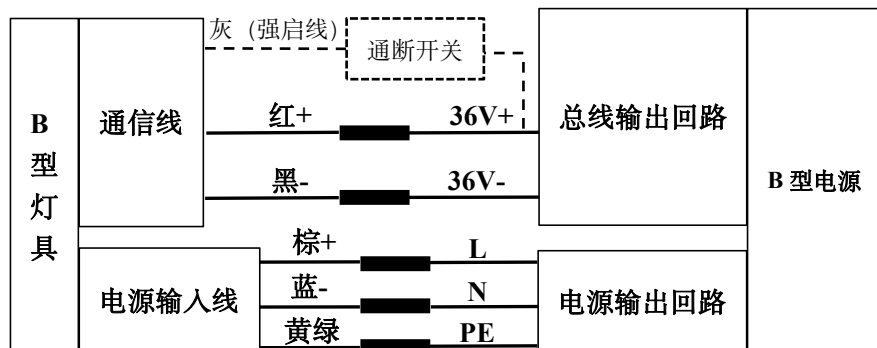 灰（强启线）
通断开关
B
型
灯
具
通信线
红+
36V+
总线输出回路
黑-
36V-
B 型电源
电源输入线
棕+
L
蓝-
N
黄绿
PE
电源输出回路